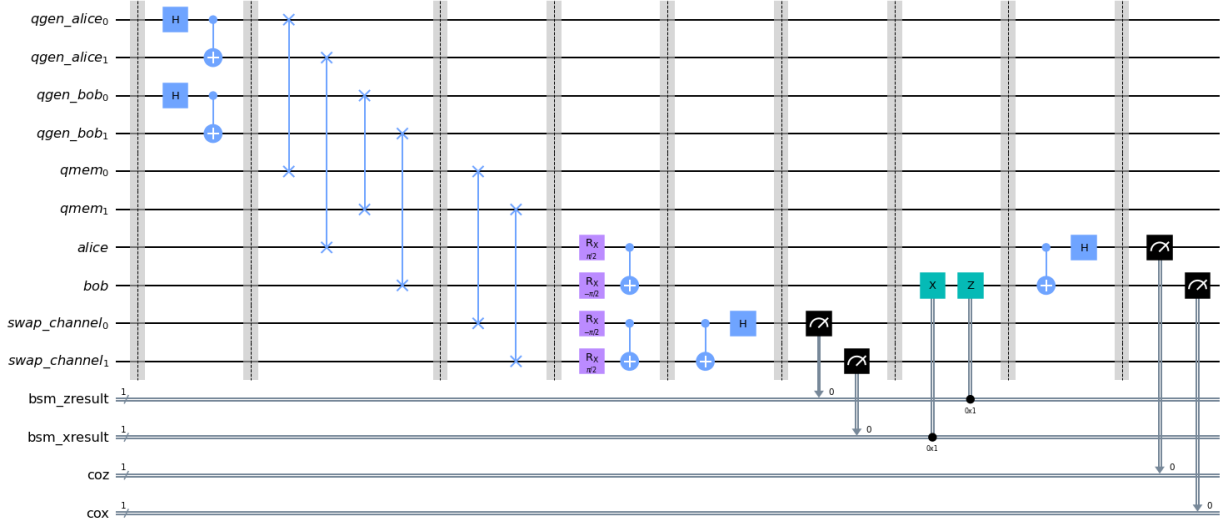 qgen_alice₀ H
qgen_alice₁
qgen_bob₀ H
qgen_bob₁
qmem₀
qmem₁
alice Rₓ π/2 H
bob Rₓ −π/2 X Z
swap_channel₀ Rₓ −π/2 H
swap_channel₁ Rₓ π/2
bsm_zresult 1 0 0x1
bsm_xresult 1 0 0x1
coz 1 0
cox 1 0